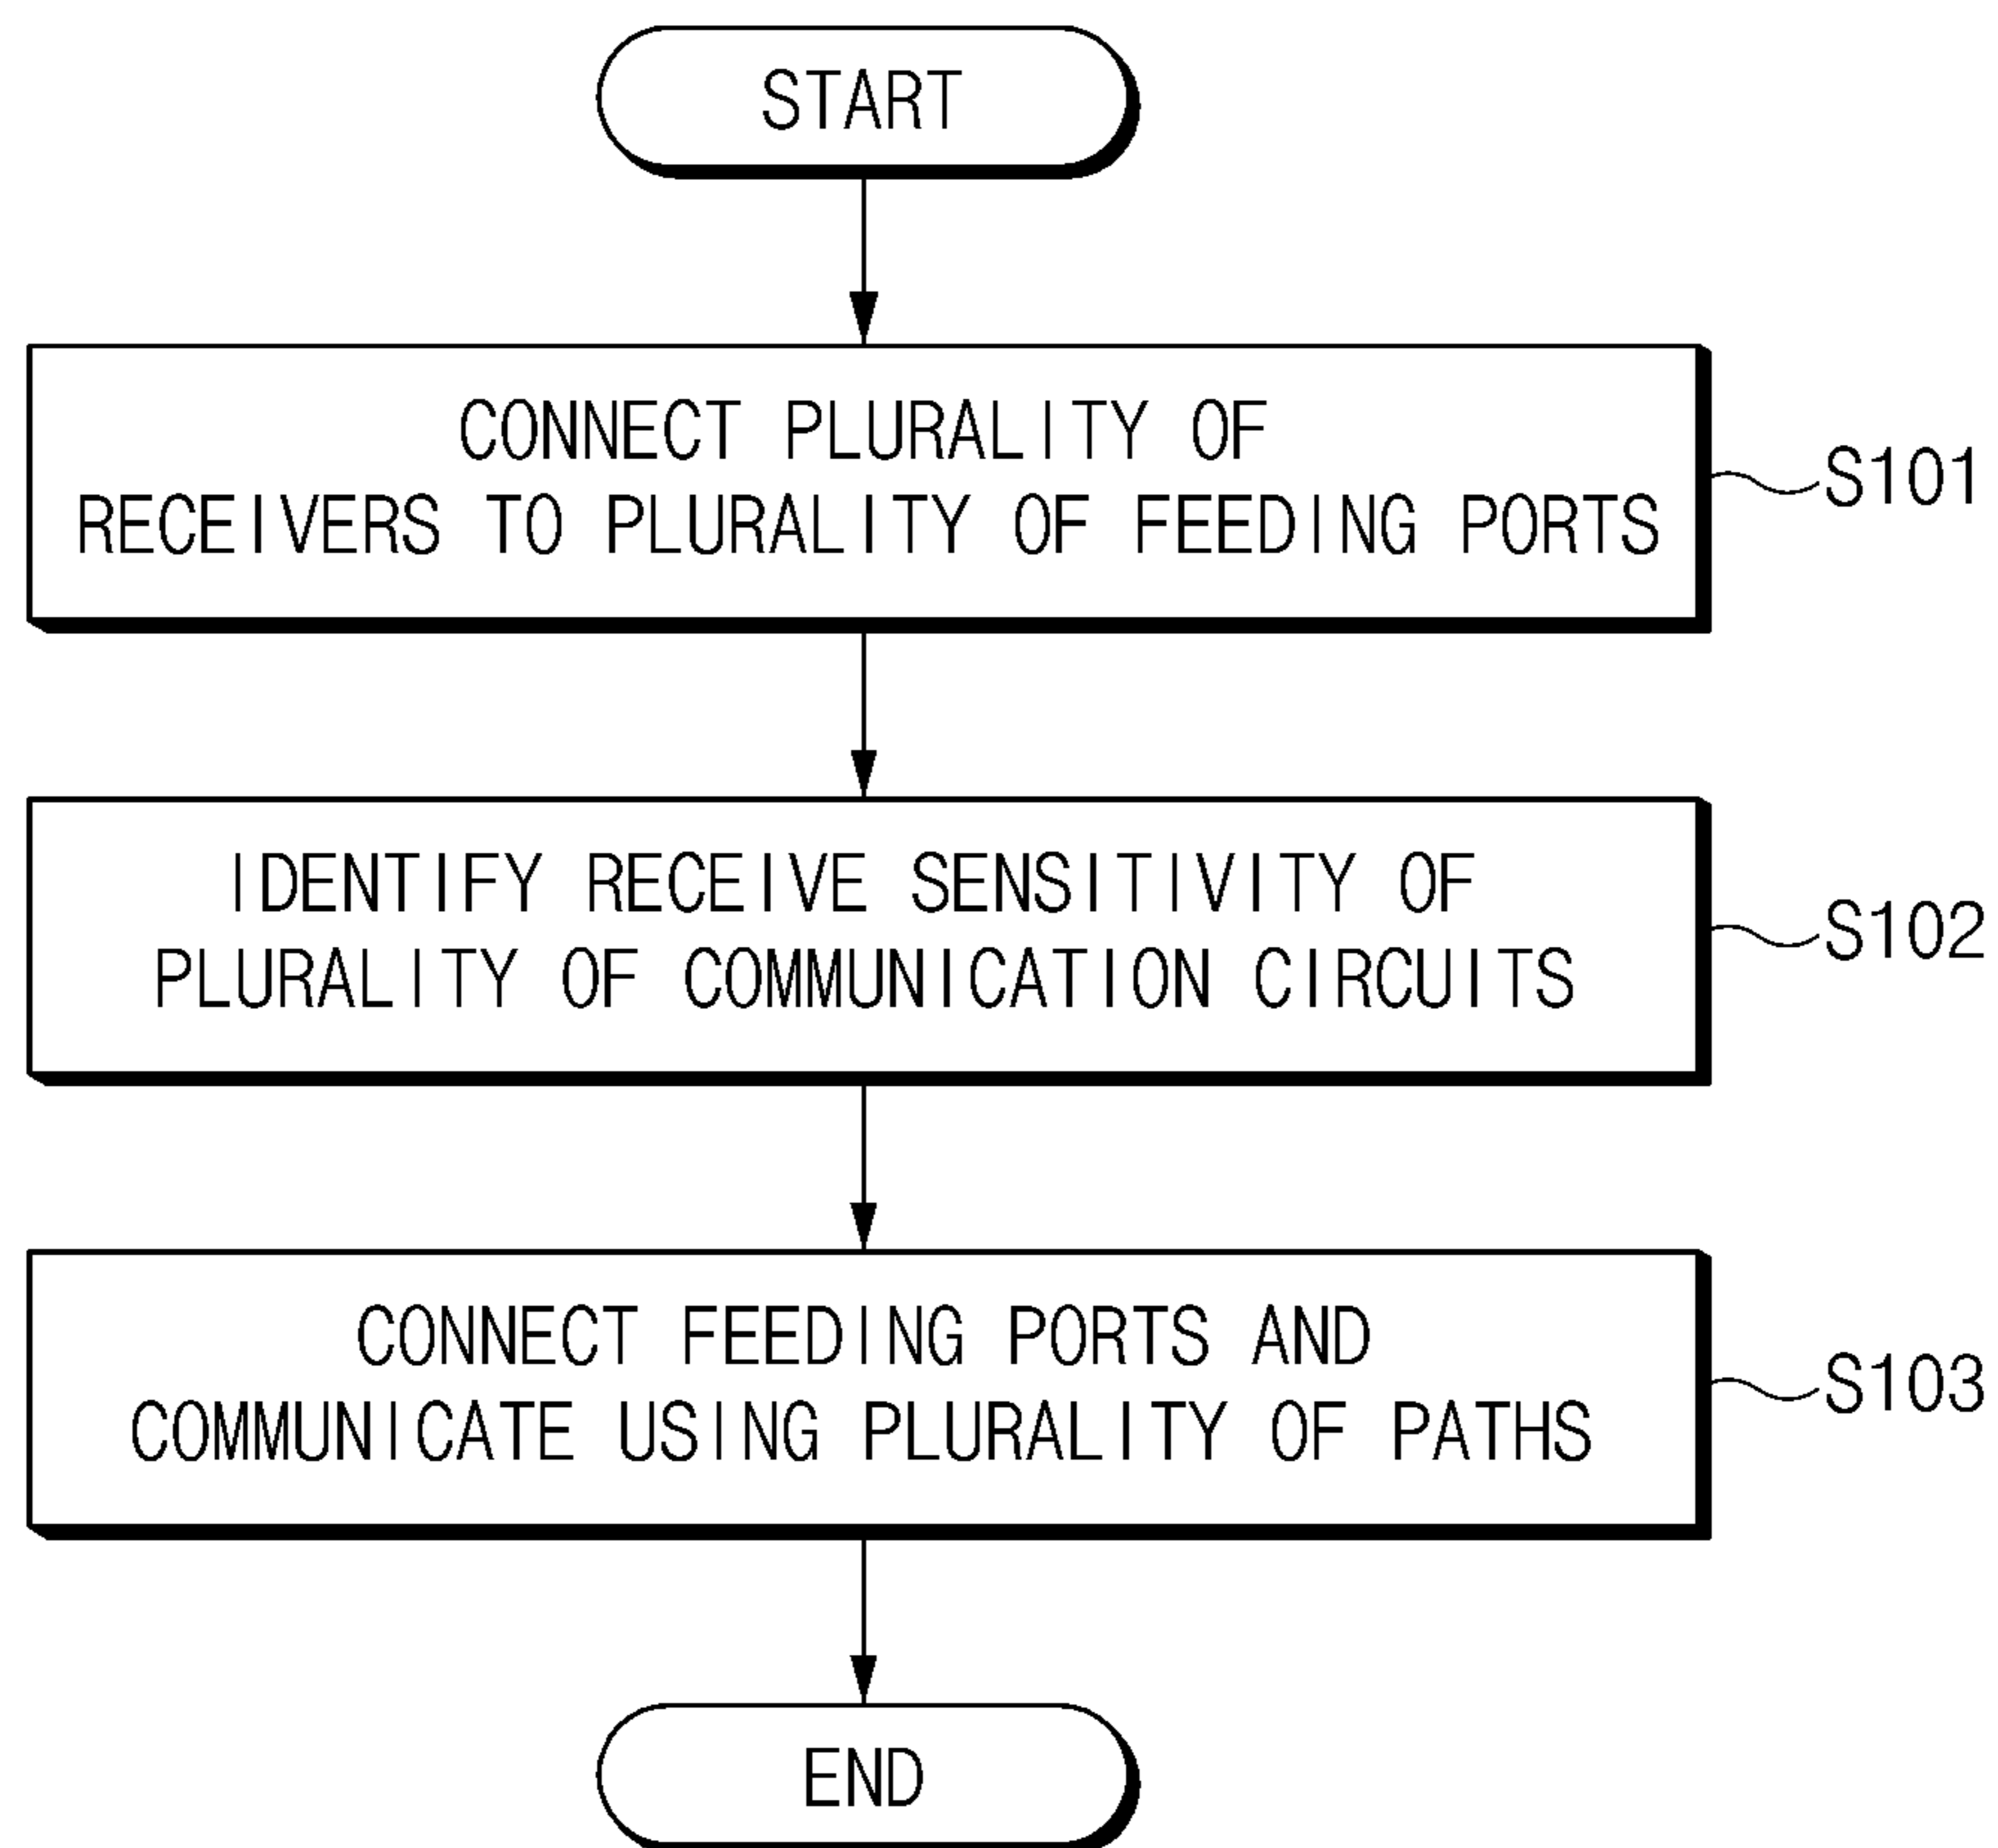 START
CONNECT PLURALITY OF
RECEIVERS TO PLURALITY OF FEEDING PORTS
S101
IDENTIFY RECEIVE SENSITIVITY OF
PLURALITY OF COMMUNICATION CIRCUITS
S102
CONNECT FEEDING PORTS AND
COMMUNICATE USING PLURALITY OF PATHS
S103
END